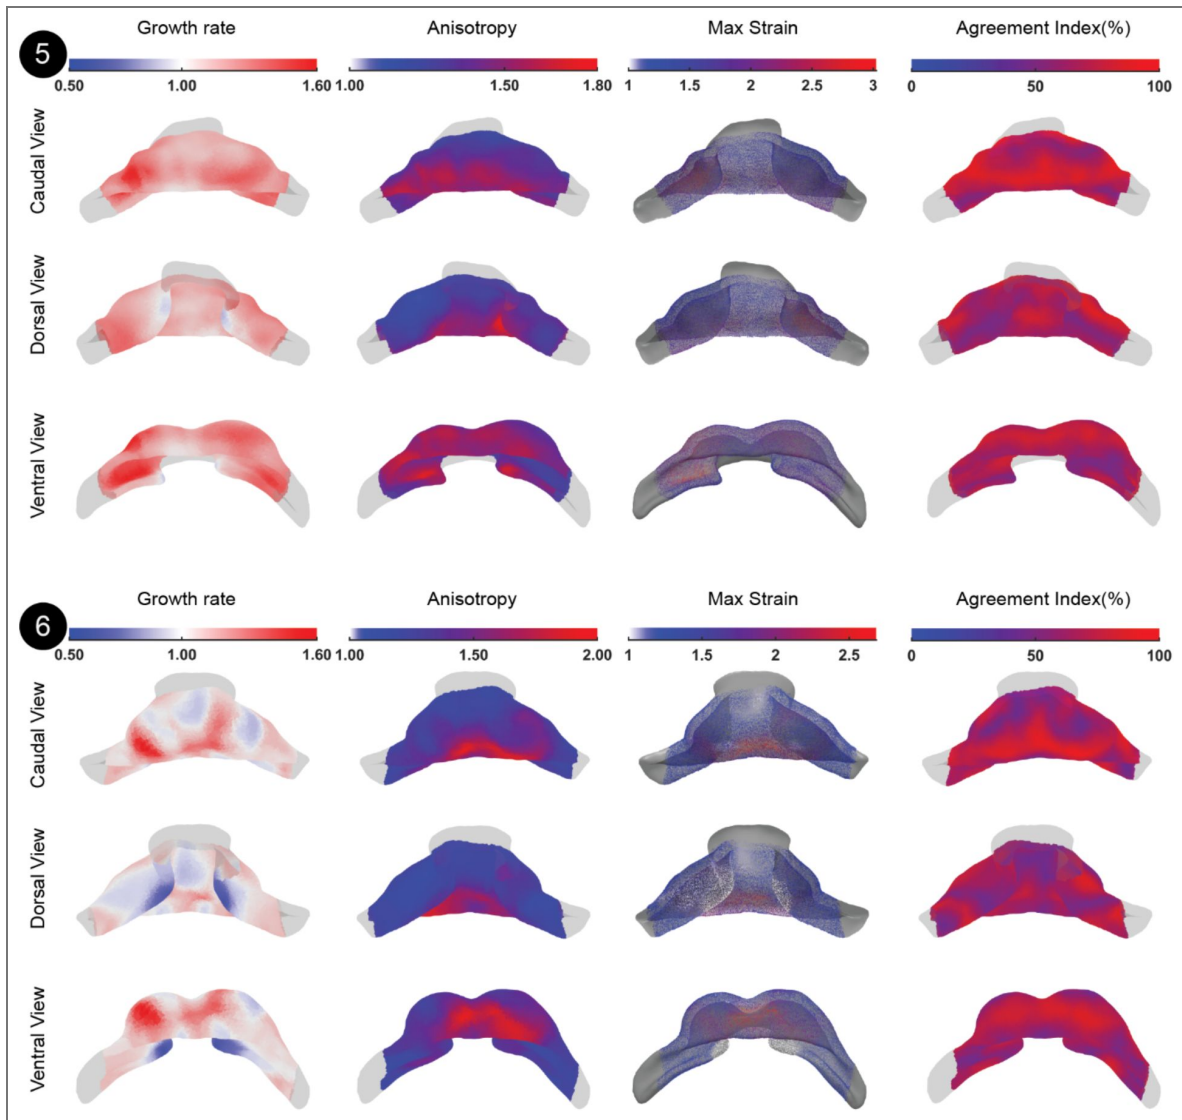 Growth rate Anisotropy Max Strain Agreement Index(%)
5
0.50 1.00 1.60 1.00 1.50 1.80 1 1.5 2 2.5 3 0 50 100
Caudal View
Dorsal View
Ventral View
Growth rate Anisotropy Max Strain Agreement Index(%)
6
0.50 1.00 1.60 1.00 1.50 2.00 1 1.5 2 2.5 0 50 100
Caudal View
Dorsal View
Ventral View